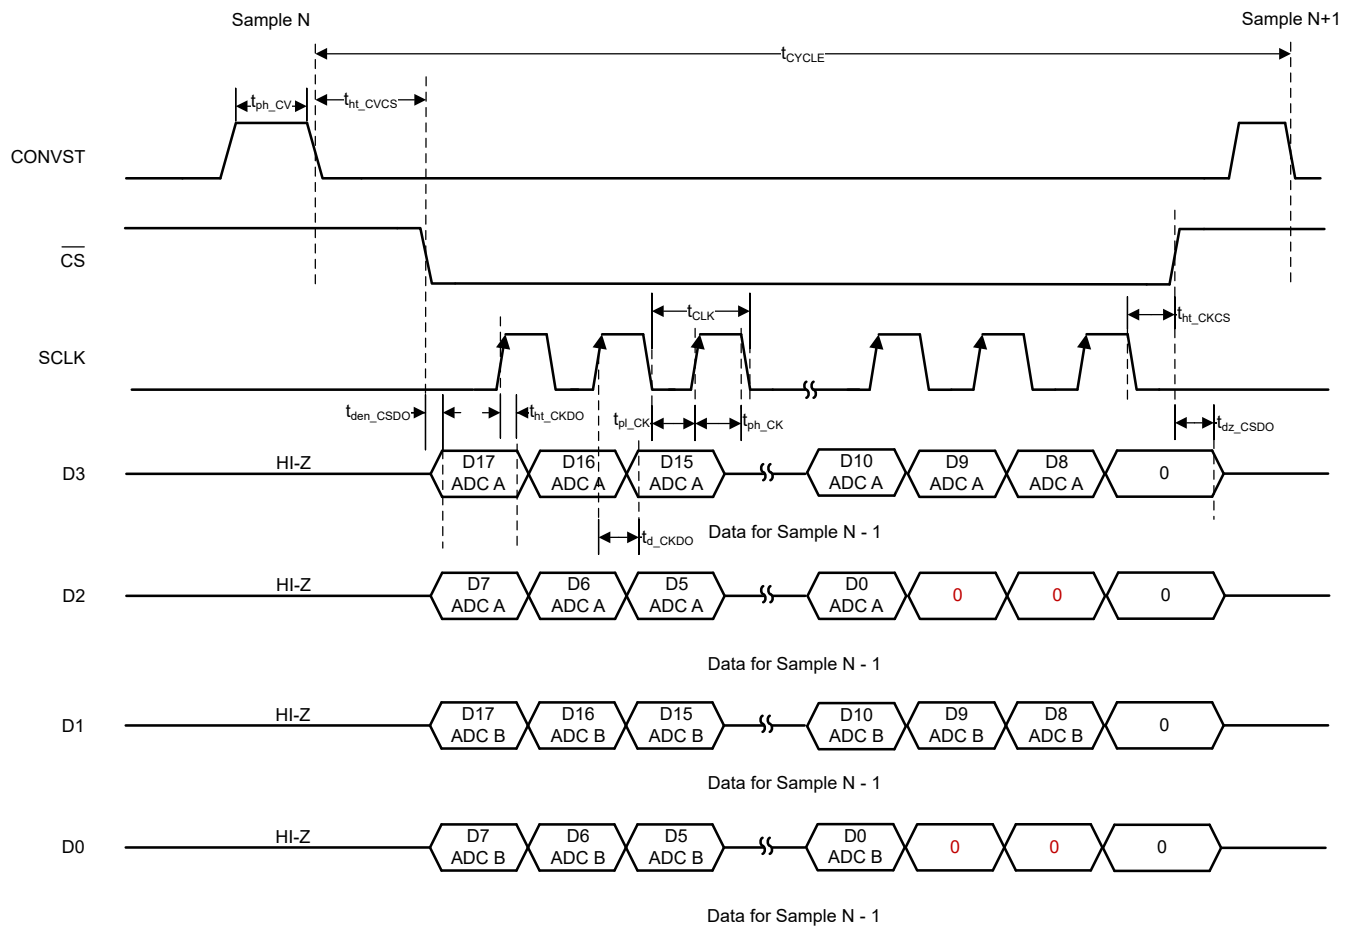 Sample N
Sample N+1
tCYCLE
tph_CV
tht_CVCS
CONVST
CS
tCLK
tht_CKCS
SCLK
tden_CSDO
tht_CKDO
tpl_CK
tph_CK
tdz_CSDO
D3
HI-Z
D17
ADC A
D16
ADC A
D15
ADC A
D10
ADC A
D9
ADC A
D8
ADC A
0
td_CKDO
Data for Sample N - 1
D2
HI-Z
D7
ADC A
D6
ADC A
D5
ADC A
D0
ADC A
0
0
0
Data for Sample N - 1
D1
HI-Z
D17
ADC B
D16
ADC B
D15
ADC B
D10
ADC B
D9
ADC B
D8
ADC B
0
Data for Sample N - 1
D0
HI-Z
D7
ADC B
D6
ADC B
D5
ADC B
D0
ADC B
0
0
0
Data for Sample N - 1